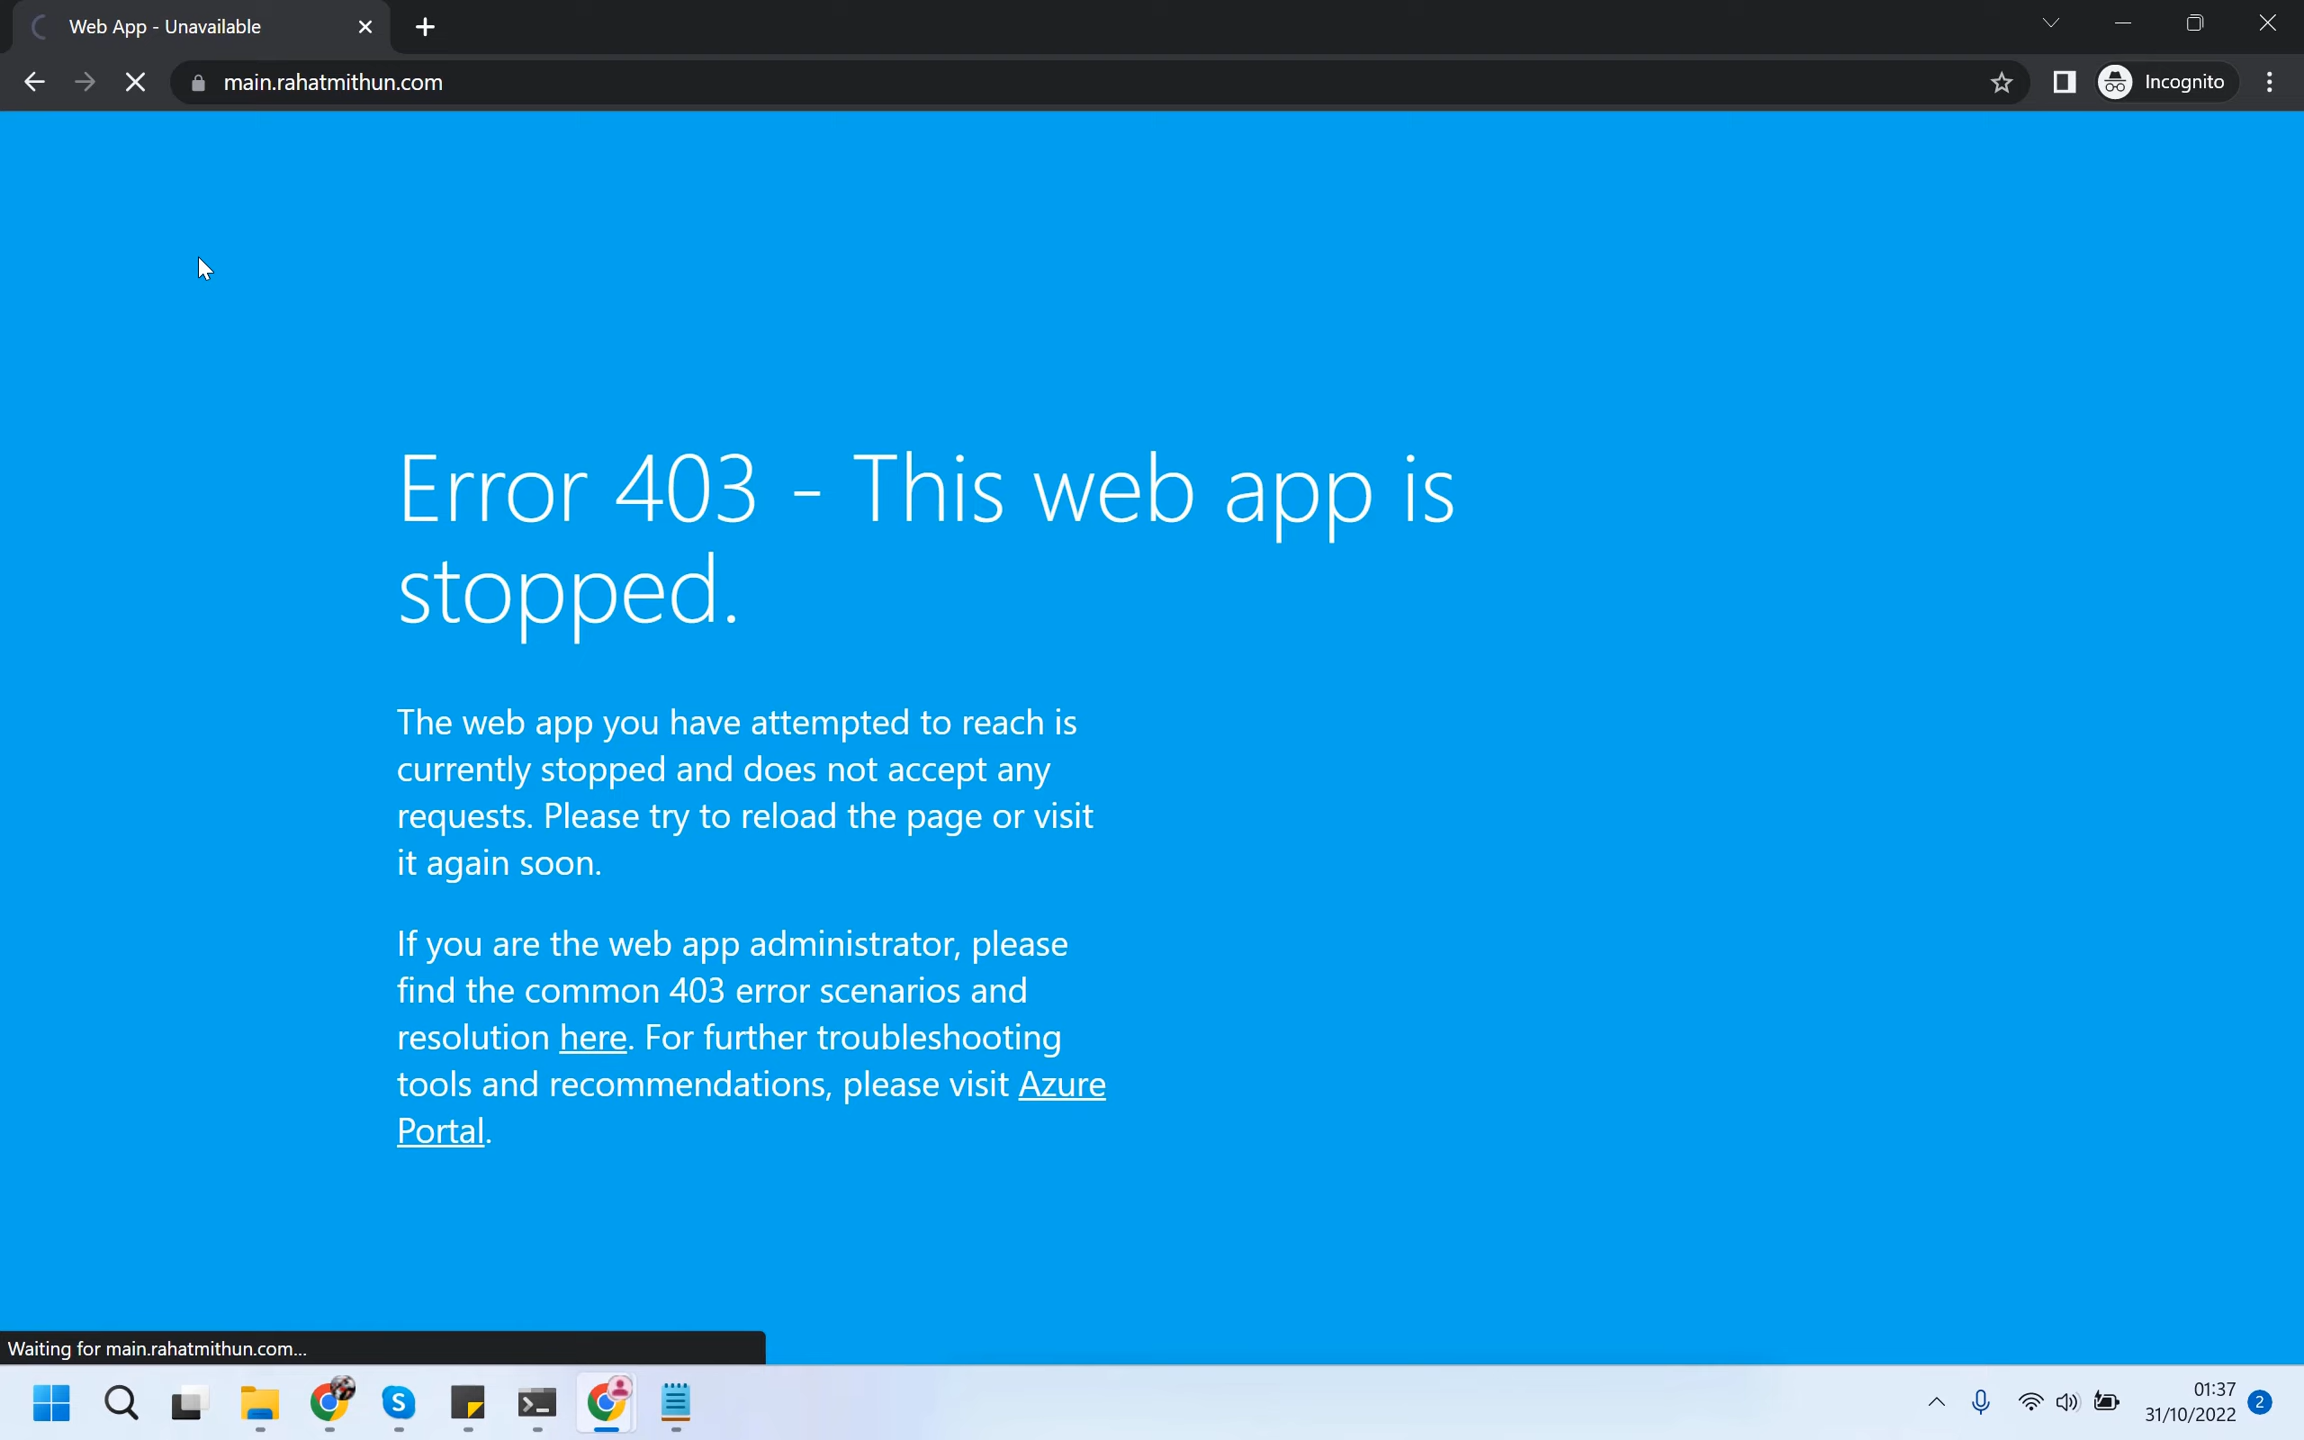 Web App - Unavailable
main.rahatmithun.com
Incognito
Error 403 - This web app is
stopped.
The web app you have attempted to reach is
currently stopped and does not accept any
requests. Please try to reload the page or visit
it again soon.
If you are the web app administrator, please
find the common 403 error scenarios and
resolution here. For further troubleshooting
tools and recommendations, please visit Azure
Portal.
Waiting for main.rahatmithun.com...
S
01:37
31/10/2022
2